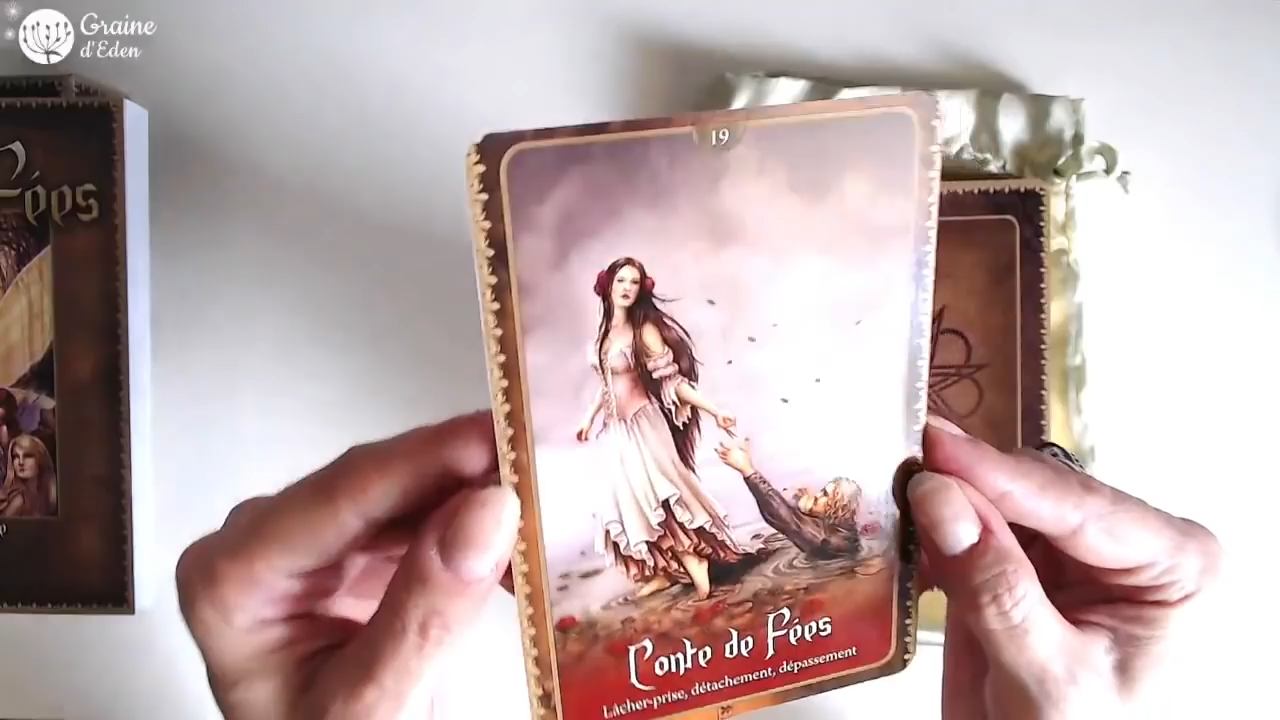 Graine
d'Eden
Fées
19
Conte de Fées
Lâcher-prise, détachement, dépassement